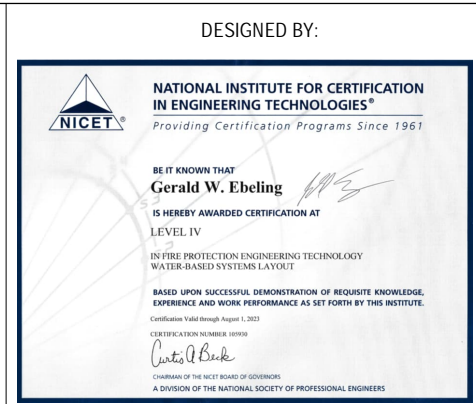 DESIGNED BY:
NICET®
NATIONAL INSTITUTE FOR CERTIFICATION
IN ENGINEERING TECHNOLOGIES®
Providing Certification Programs Since 1961
BE IT KNOWN THAT
Gerald W. Ebeling
IS HEREBY AWARDED CERTIFICATION AT
LEVEL IV
IN FIRE PROTECTION ENGINEERING TECHNOLOGY
WATER-BASED SYSTEMS LAYOUT
BASED UPON SUCCESSFUL DEMONSTRATION OF REQUISITE KNOWLEDGE,
EXPERIENCE AND WORK PERFORMANCE AS SET FORTH BY THIS INSTITUTE.
Certification Valid through August 1, 2023
CERTIFICATION NUMBER 105930
Curtis A Beck
CHAIRMAN OF THE NICET BOARD OF GOVERNORS
A DIVISION OF THE NATIONAL SOCIETY OF PROFESSIONAL ENGINEERS